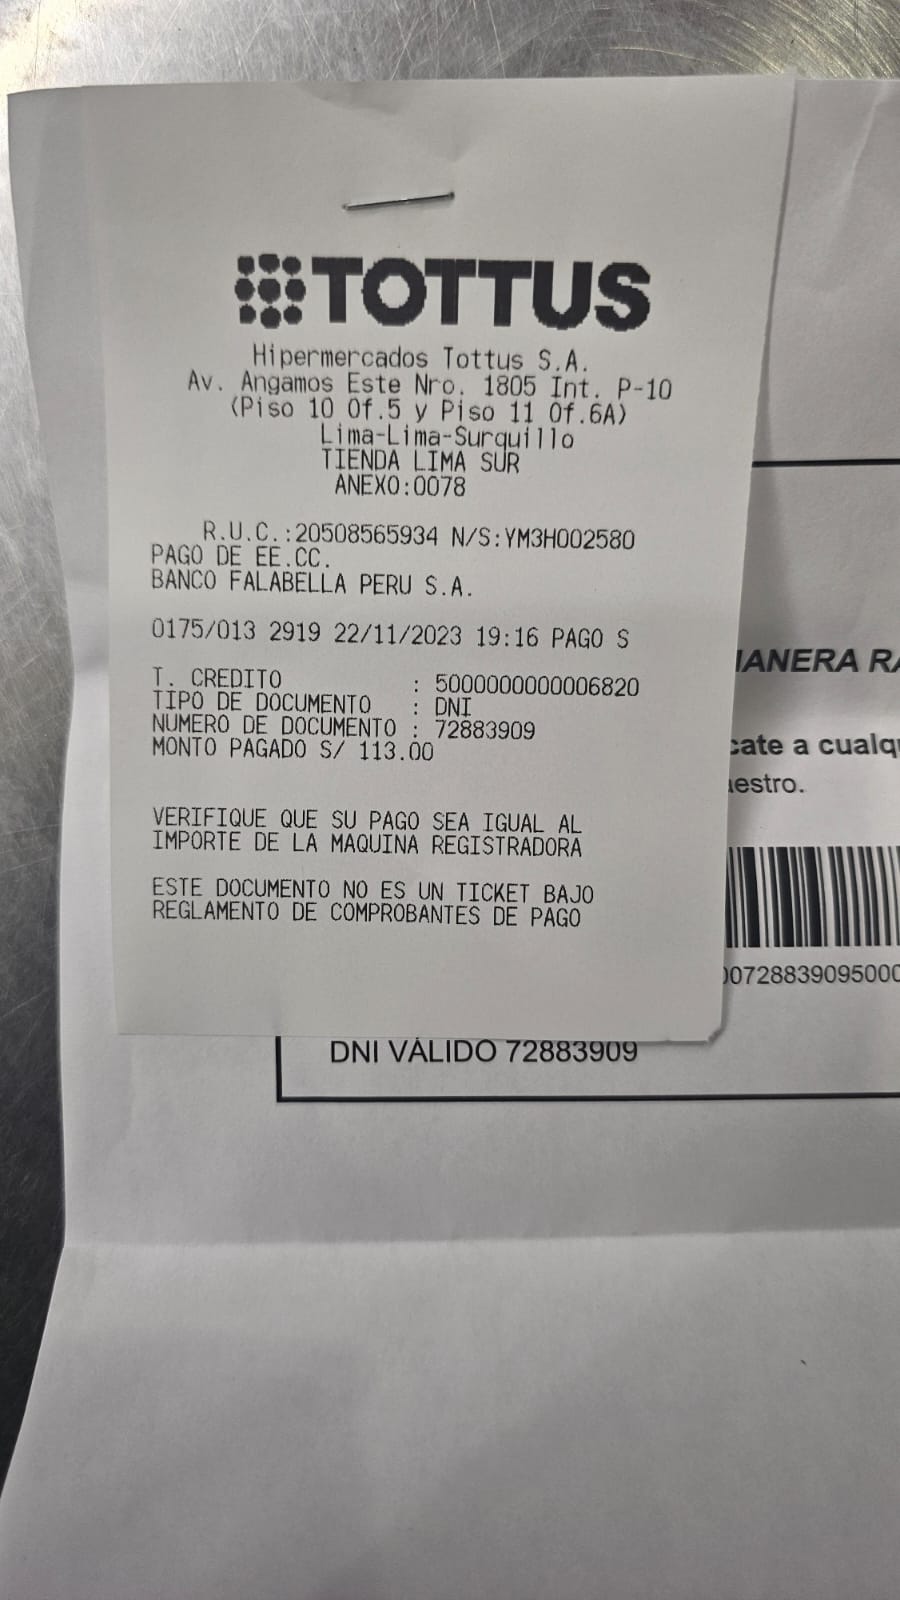 TOTTUS
Hipermercados Tottus S.A.
Av. Angamos Este Nro. 1805 Int. P-10
(Piso 10 Of.5 y Piso 11 Of.6A)
Lima-Lima-Surquillo
TIENDA LIMA SUR
ANEXO:0078
R.U.C.:20508565934 N/S:YM3H002580
PAGO DE EE.CC.
BANCO FALABELLA PERU S.A.
0175/013 2919 22/11/2023 19:16 PAGO S
T. CREDITO : 5000000000006820
TIPO DE DOCUMENTO : DNI
NUMERO DE DOCUMENTO : 72883909
MONTO PAGADO S/ 113.00
VERIFIQUE QUE SU PAGO SEA IGUAL AL
IMPORTE DE LA MAQUINA REGISTRADORA
ESTE DOCUMENTO NO ES UN TICKET BAJO
REGLAMENTO DE COMPROBANTES DE PAGO
ANERA RA
cate a cualq
estro.
0728839095000
DNI VÁLIDO 72883909